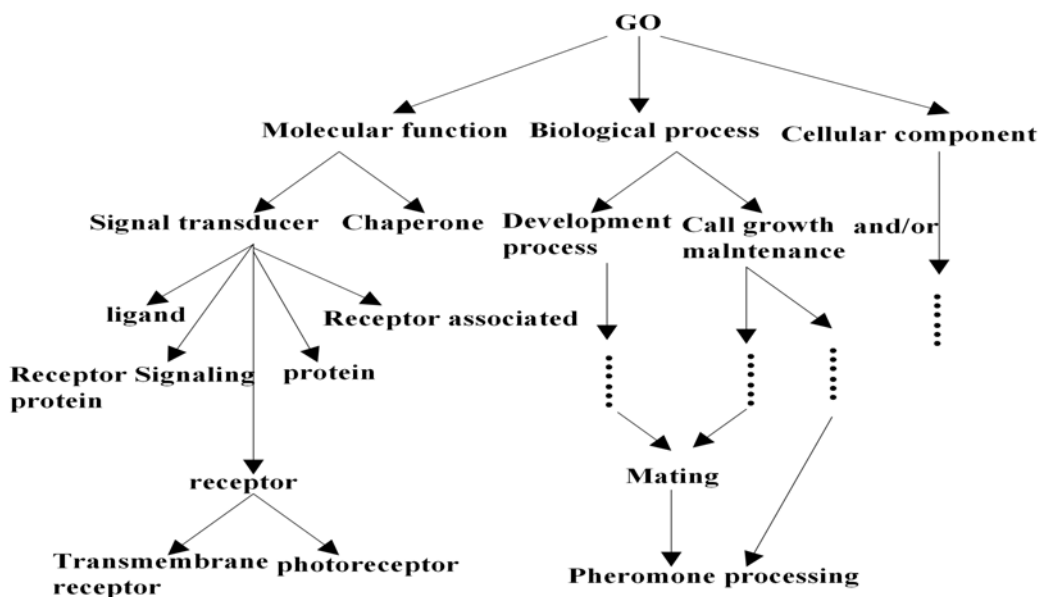 GO
Molecular function
Biological process
Cellular component
Signal transducer
Chaperone
Development
process
Call growth
malntenance
and/or
ligand
Receptor associated
Receptor Signaling
protein
protein
receptor
Mating
Transmembrane
receptor
photoreceptor
Pheromone processing